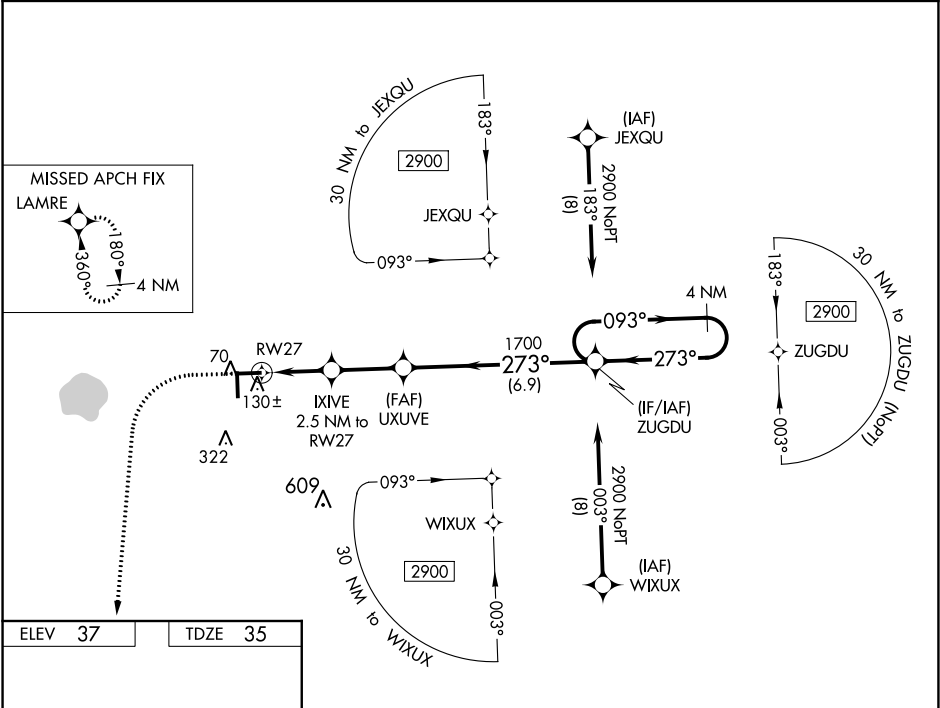 MISSED APCH FIX
LAMRE
180°
360°
4 NM
30 NM to JEXQU
183°
2900
JEXQU
093°
(IAF)
JEXQU
2900 NoPT
183°
(8)
4 NM
093°
273°
1700
273°
(6.9)
(IF/IAF)
ZUGDU
183°
30 NM to ZUGDU (NoPT)
2900
ZUGDU
003°
70
RW27
130±
IXIVE
2.5 NM to
RW27
(FAF)
UXUVE
322
609
093°
WIXUX
2900
003°
30 NM to WIXUX
2900 NoPT
003°
(8)
(IAF)
WIXUX
ELEV 37
TDZE 35